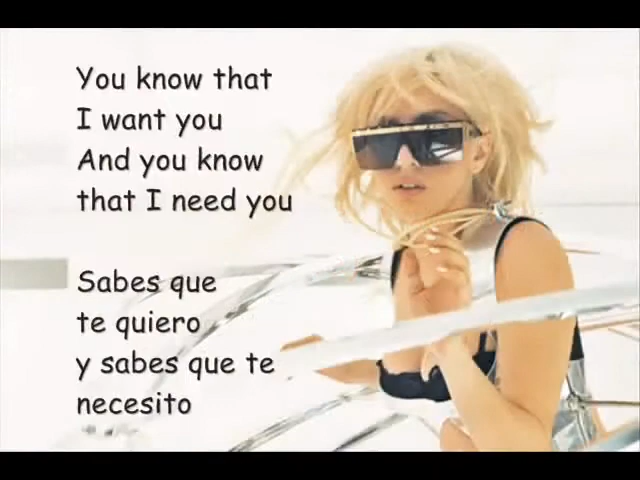 You know that
I want you
And you know
that I need you
Sabes que
te quiero
y sabes que te
necesito